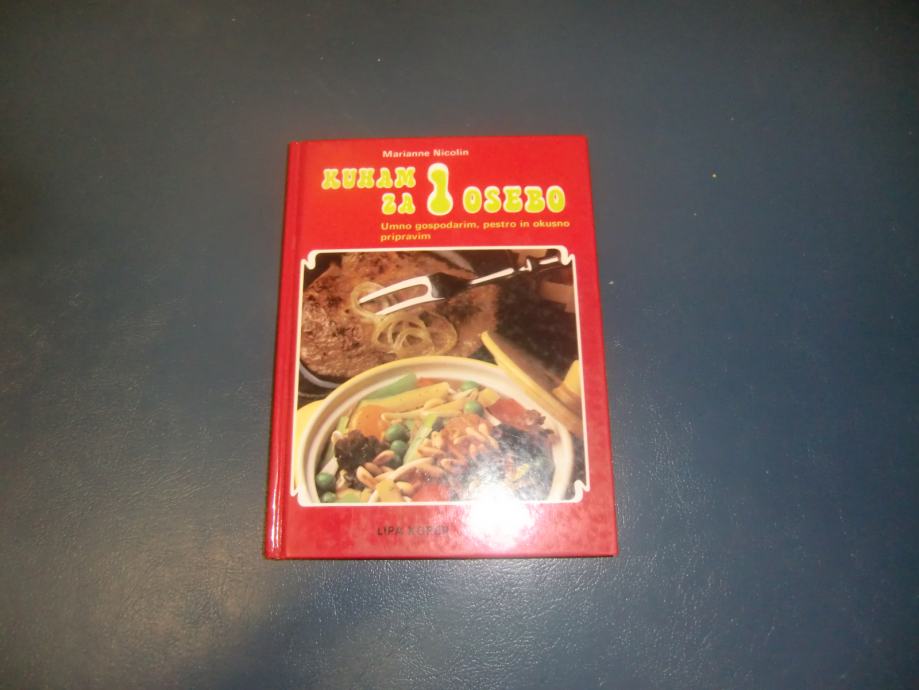 Marianne Nicolin
KUHAM
ZA 1 OSEBO
Umno gospodarim, pestro in okusno
pripravim
LIPA KOPER